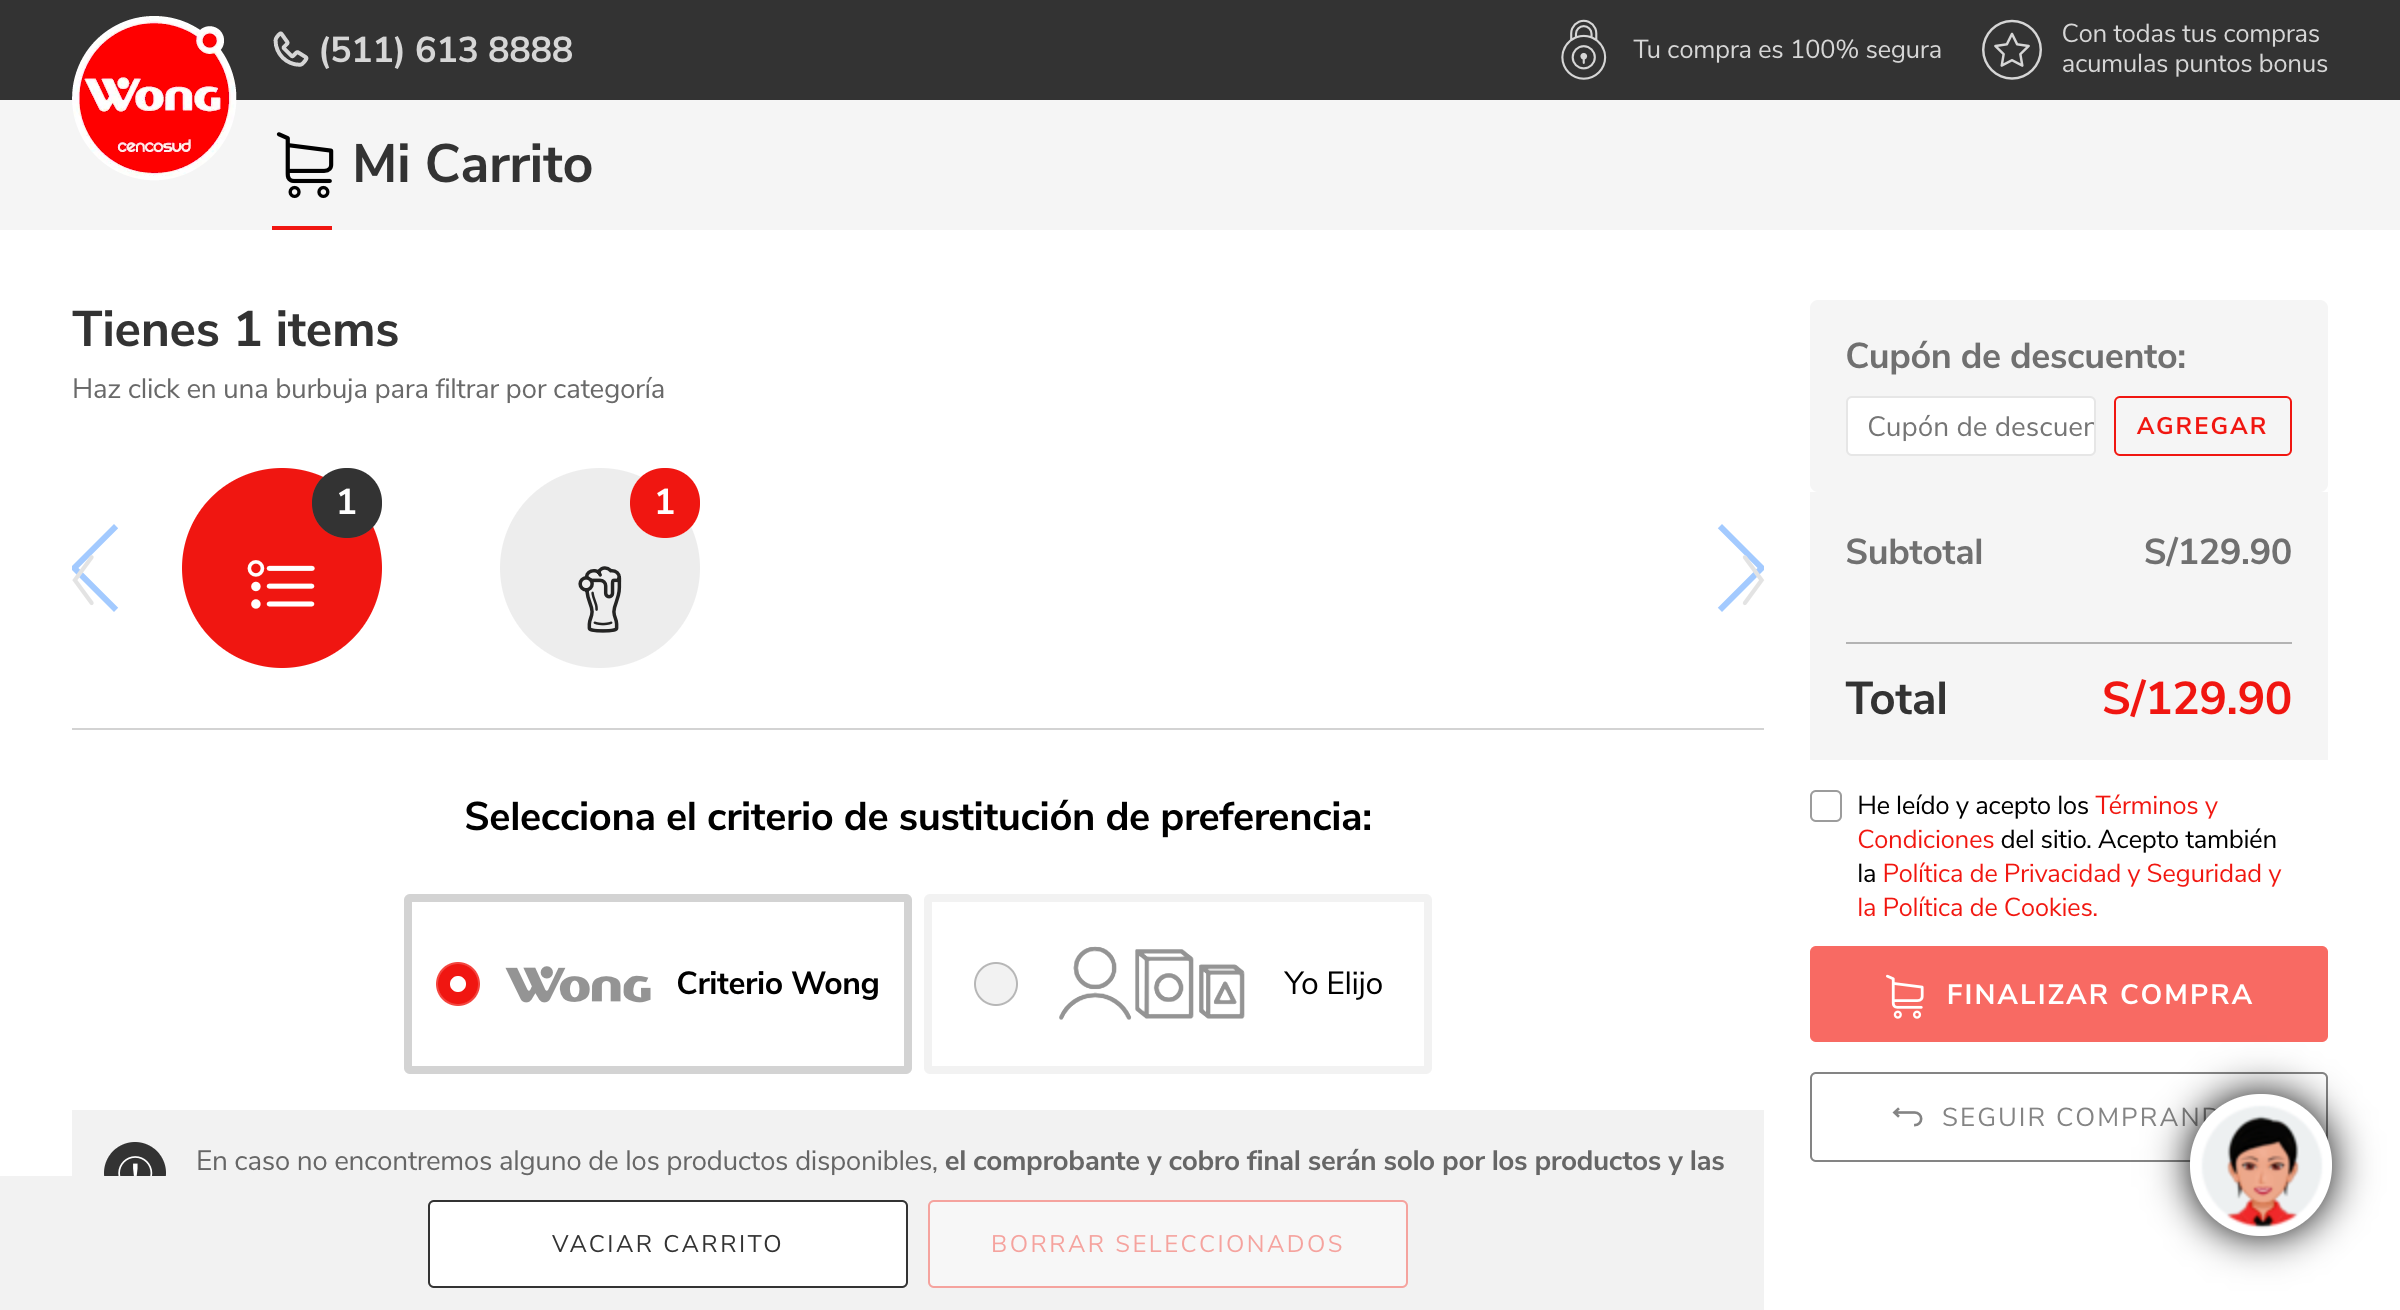 Wong
cencosud
(511) 613 8888
Tu compra es 100% segura
Con todas tus compras
acumulas puntos bonus
Mi Carrito
Tienes 1 items
Haz click en una burbuja para filtrar por categoría
1
1
Selecciona el criterio de sustitución de preferencia:
Wong
Criterio Wong
Yo Elijo
En caso no encontremos alguno de los productos disponibles, el comprobante y cobro final serán solo por los productos y las
VACIAR CARRITO
BORRAR SELECCIONADOS
Cupón de descuento:
Cupón de descuen
AGREGAR
Subtotal
S/129.90
Total
S/129.90
He leído y acepto los Términos y
Condiciones del sitio. Acepto también
la Política de Privacidad y Seguridad y
la Política de Cookies.
FINALIZAR COMPRA
SEGUIR COMPRAND